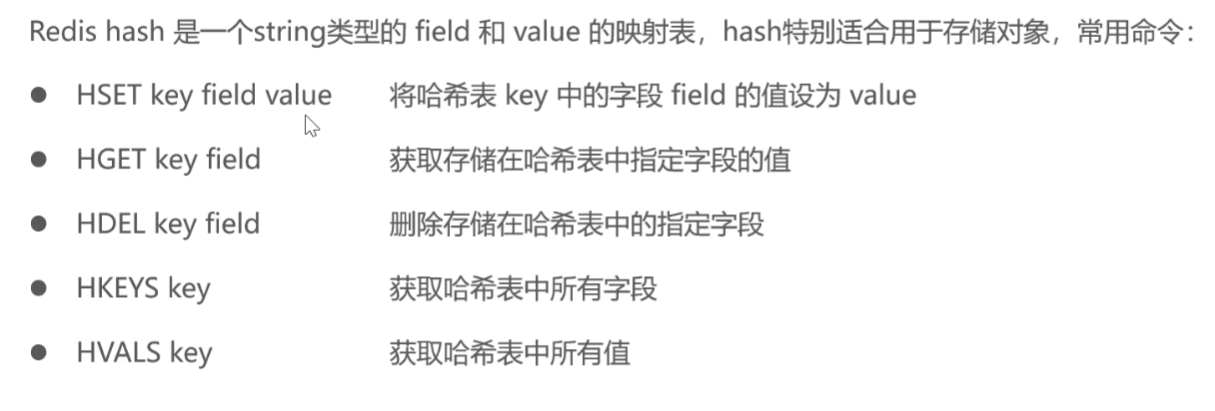 Redis hash 是一个string类型的 field 和 value 的映射表，hash特别适合用于存储对象，常用命令：
● HSET key field value 将哈希表 key 中的字段 field 的值设为 value
● HGET key field 获取存储在哈希表中指定字段的值
● HDEL key field 删除存储在哈希表中的指定字段
● HKEYS key 获取哈希表中所有字段
● HVALS key 获取哈希表中所有值